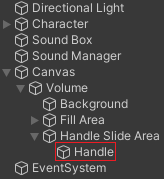 Directional Light
Character
Sound Box
Sound Manager
Canvas
Volume
Background
Fill Area
Handle Slide Area
Handle
EventSystem